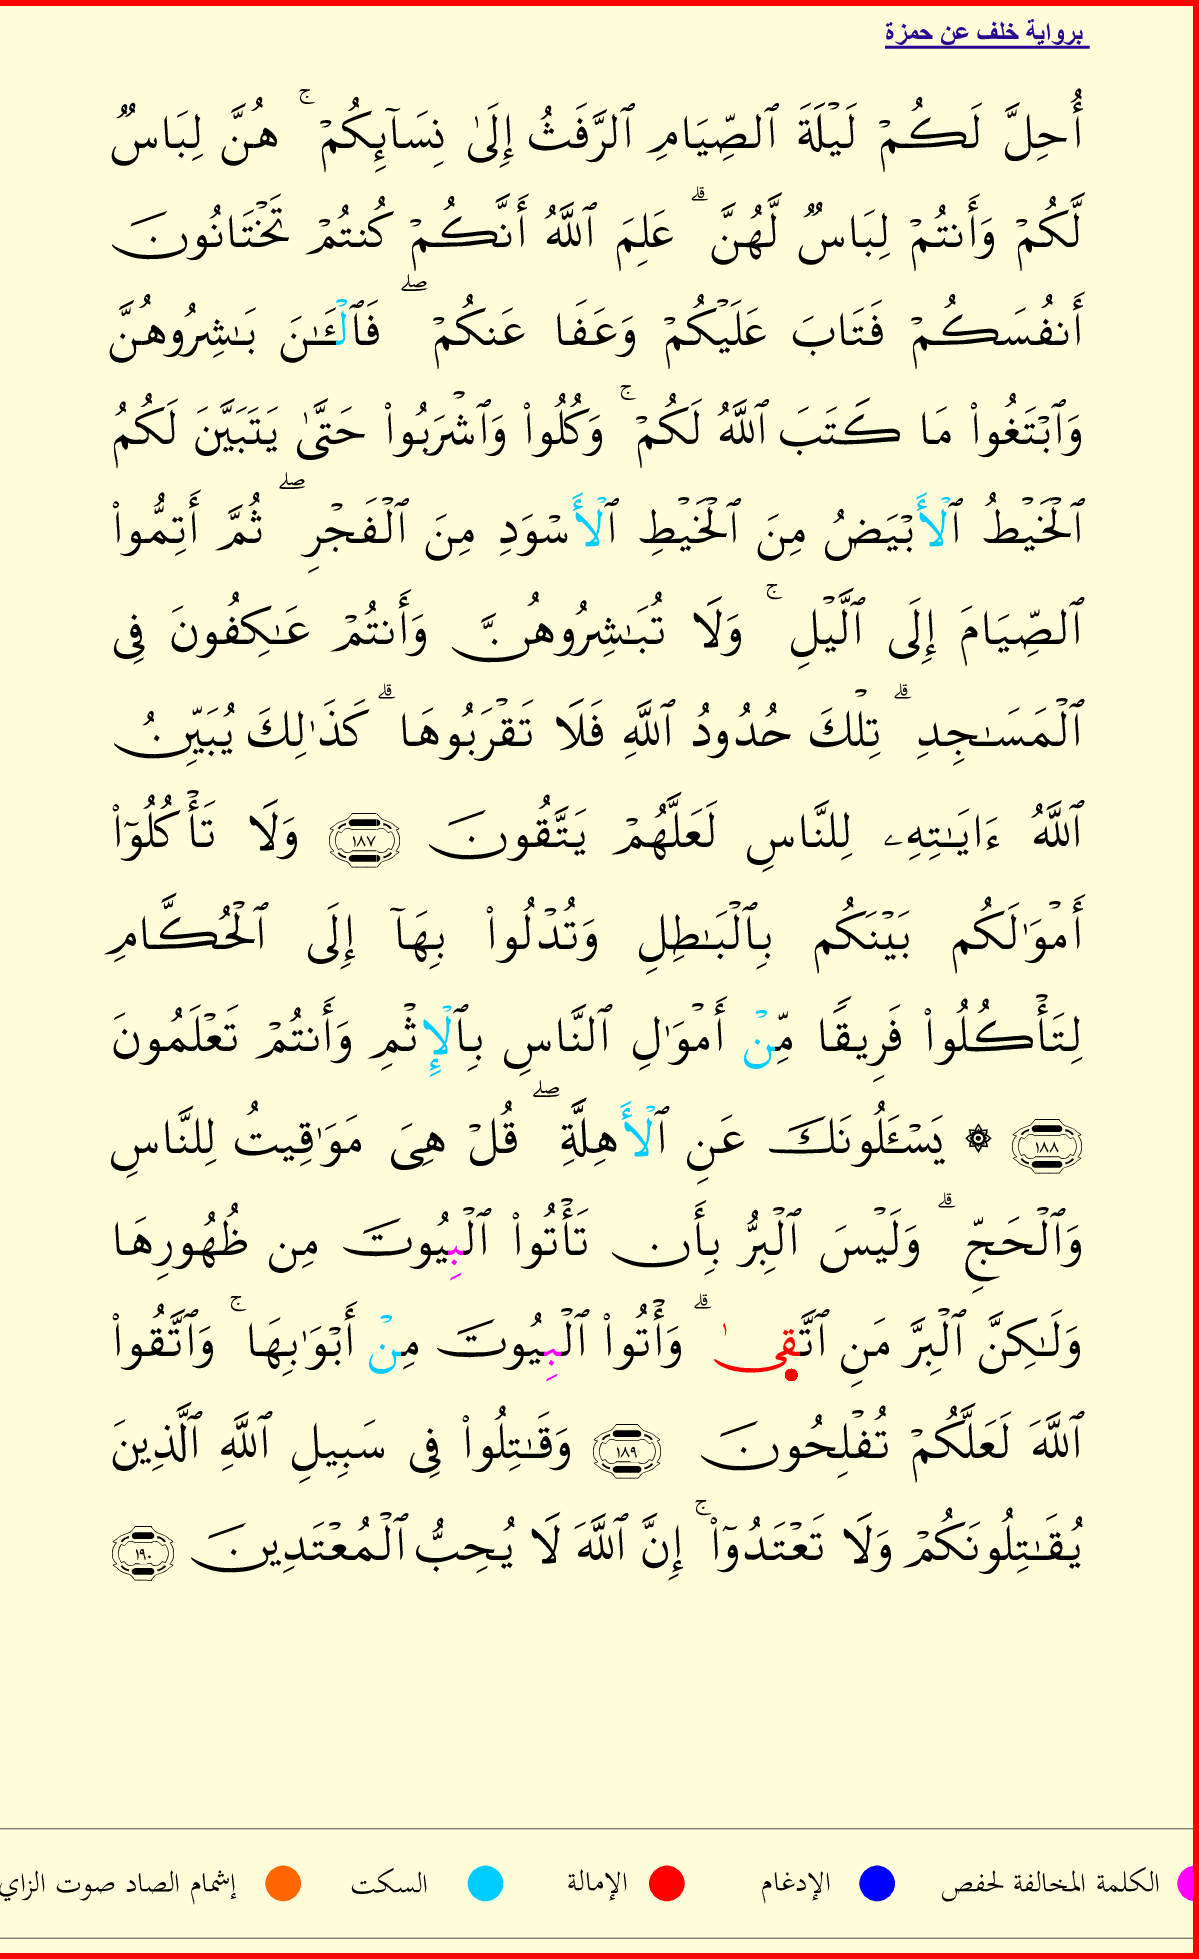 برواية خلف عن حمزة
أُحِلَّ لَكُمۡ لَيۡلَةَ ٱلصِّيَامِ ٱلرَّفَثُ إِلَىٰ نِسَآئِكُمۡۚ هُنَّ لِبَاسٞ
لَّكُمۡ وَأَنتُمۡ لِبَاسٞ لَّهُنَّۗ عَلِمَ ٱللَّهُ أَنَّكُمۡ كُنتُمۡ تَخۡتَانُونَ
أَنفُسَكُمۡ فَتَابَ عَلَيۡكُمۡ وَعَفَا عَنكُمۡۖ فَٱلۡـَٰٔنَ بَٰشِرُوهُنَّ
وَٱبۡتَغُواْ مَا كَتَبَ ٱللَّهُ لَكُمۡۚ وَكُلُواْ وَٱشۡرَبُواْ حَتَّىٰ يَتَبَيَّنَ لَكُمُ
ٱلۡخَيۡطُ ٱلۡأَبۡيَضُ مِنَ ٱلۡخَيۡطِ ٱلۡأَسۡوَدِ مِنَ ٱلۡفَجۡرِۖ ثُمَّ أَتِمُّواْ
ٱلصِّيَامَ إِلَى ٱلَّيۡلِۚ وَلَا تُبَٰشِرُوهُنَّ وَأَنتُمۡ عَٰكِفُونَ فِي
ٱلۡمَسَٰجِدِۗ تِلۡكَ حُدُودُ ٱللَّهِ فَلَا تَقۡرَبُوهَاۗ كَذَٰلِكَ يُبَيِّنُ
ٱللَّهُ ءَايَٰتِهِۦ لِلنَّاسِ لَعَلَّهُمۡ يَتَّقُونَ ١٨٧ وَلَا تَأۡكُلُوٓاْ
أَمۡوَٰلَكُم بَيۡنَكُم بِٱلۡبَٰطِلِ وَتُدۡلُواْ بِهَآ إِلَى ٱلۡحُكَّامِ
لِتَأۡكُلُواْ فَرِيقٗا مِّنۡ أَمۡوَٰلِ ٱلنَّاسِ بِٱلۡإِثۡمِ وَأَنتُمۡ تَعۡلَمُونَ
١٨٨ ۞ يَسۡـَٔلُونَكَ عَنِ ٱلۡأَهِلَّةِۖ قُلۡ هِيَ مَوَٰقِيتُ لِلنَّاسِ
وَٱلۡحَجِّۗ وَلَيۡسَ ٱلۡبِرُّ بِأَن تَأۡتُواْ ٱلۡبِيُوتَ مِن ظُهُورِهَا
وَلَٰكِنَّ ٱلۡبِرَّ مَنِ ٱتَّقىٰۗ وَأۡتُواْ ٱلۡبِيُوتَ مِنۡ أَبۡوَٰبِهَاۚ وَٱتَّقُواْ
ٱللَّهَ لَعَلَّكُمۡ تُفۡلِحُونَ ١٨٩ وَقَٰتِلُواْ فِي سَبِيلِ ٱللَّهِ ٱلَّذِينَ
يُقَٰتِلُونَكُمۡ وَلَا تَعۡتَدُوٓاْۚ إِنَّ ٱللَّهَ لَا يُحِبُّ ٱلۡمُعۡتَدِينَ ١٩٠
الكلمة المخالفة لحفص الإدغام الإمالة السكت إشمام الصاد صوت الزاي